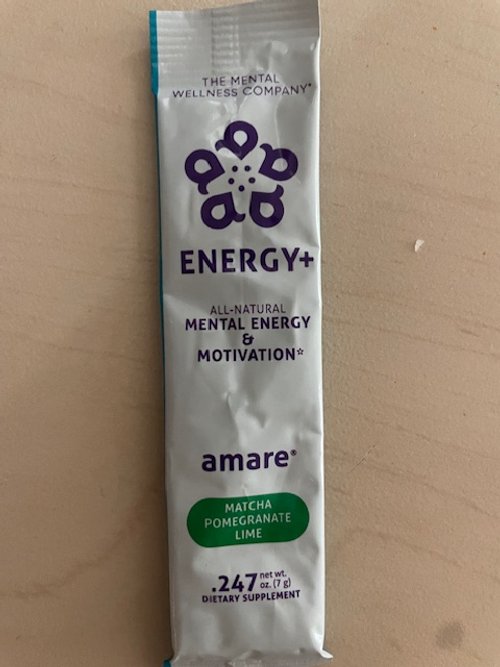 THE MENTAL
WELLNESS COMPANY*
ENERGY+
ALL-NATURAL
MENTAL ENERGY
&
MOTIVATION☆
amare®
MATCHA
POMEGRANATE
LIME
.247 net wt. oz. (7 g)
DIETARY SUPPLEMENT